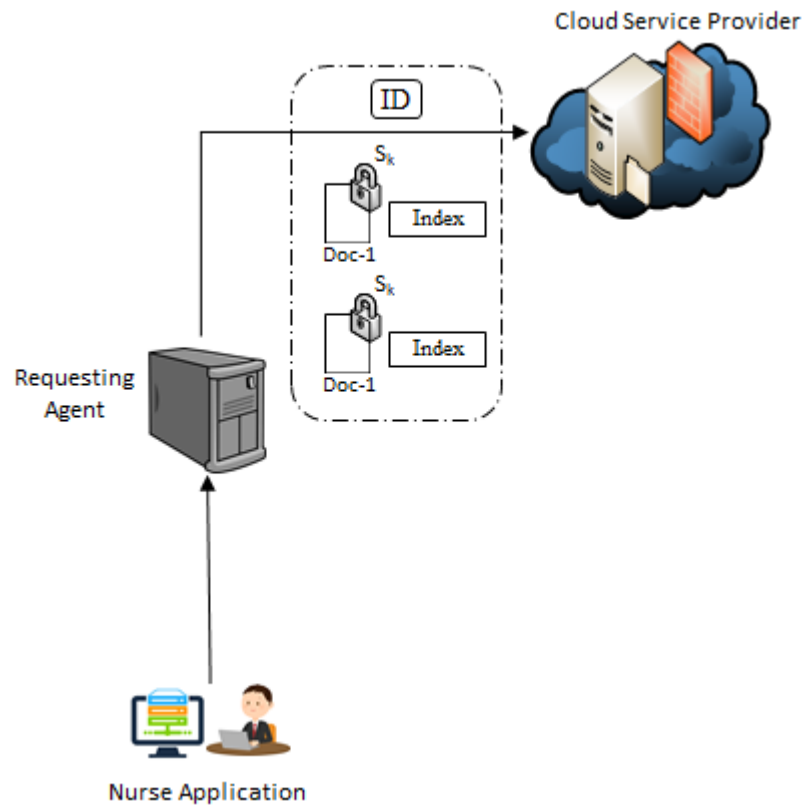 Cloud Service Provider
ID
Sk
Index
Doc-1
Sk
Index
Doc-1
Requesting
Agent
Nurse Application